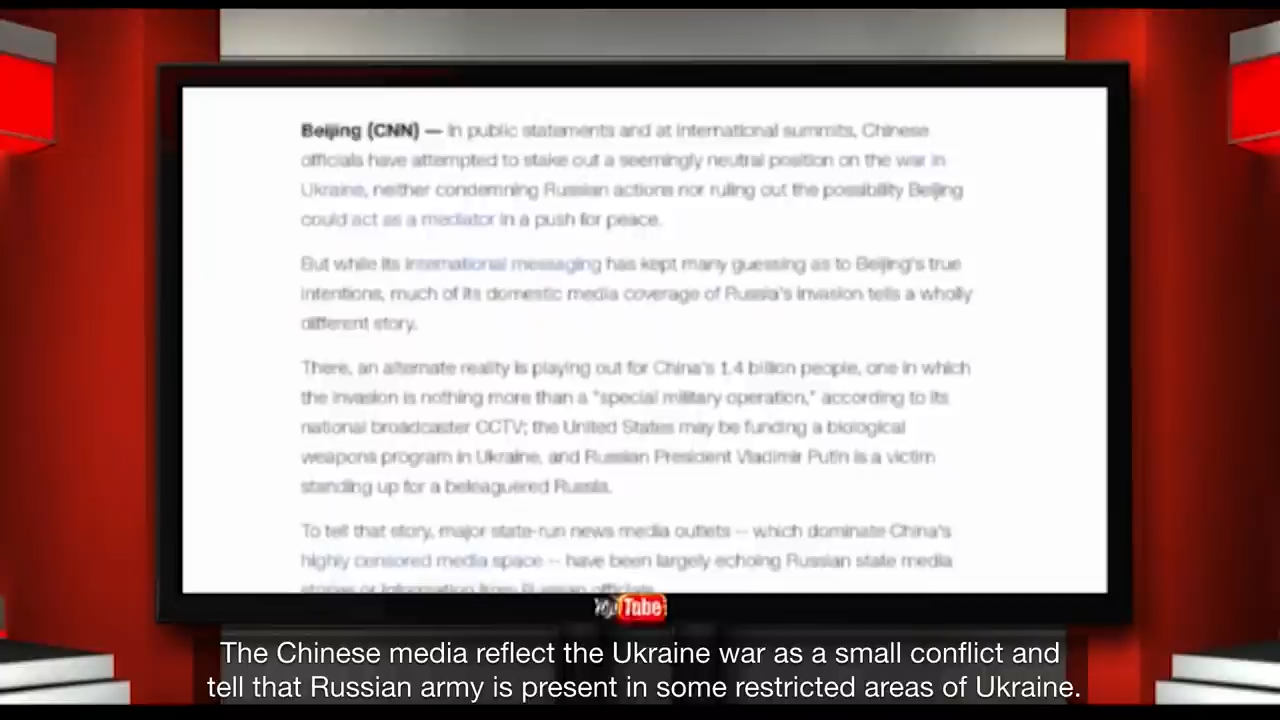 Beijing (CNN) — In public statements and at international summits, Chinese
officials have attempted to stake out a seemingly neutral position on the war in
Ukraine, neither condemning Russian actions nor ruling out the possibility Beijing
could act as a mediator in a push for peace.
But while its international messaging has kept many guessing as to Beijing's true
intentions, much of its domestic media coverage of Russia's invasion tells a wholly
different story.
There, an alternate reality is playing out for China's 1.4 billion people, one in which
the invasion is nothing more than a "special military operation," according to its
national broadcaster CCTV; the United States may be funding a biological
weapons program in Ukraine, and Russian President Vladimir Putin is a victim
standing up for a beleaguered Russia.
To tell that story, major state-run news media outlets -- which dominate China's
highly censored media space -- have been largely echoing Russian state media
stories or information from Russian officials.
YouTube
The Chinese media reflect the Ukraine war as a small conflict and
tell that Russian army is present in some restricted areas of Ukraine.